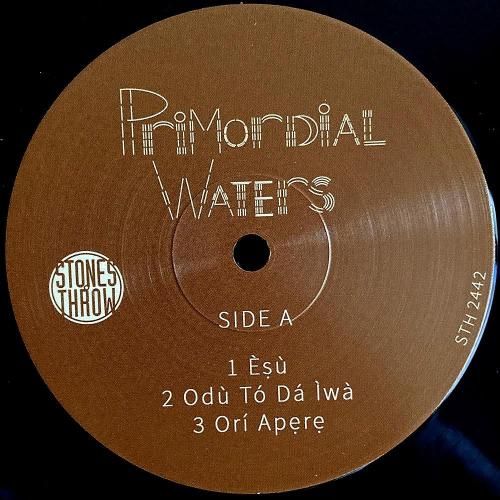 PRiMoRDiAL
WATeRS
STONES
THROW
SIDE A
STH 2442
1 Èṣù
2 Odù Tó Dá Ìwà
3 Orí Apẹrẹ